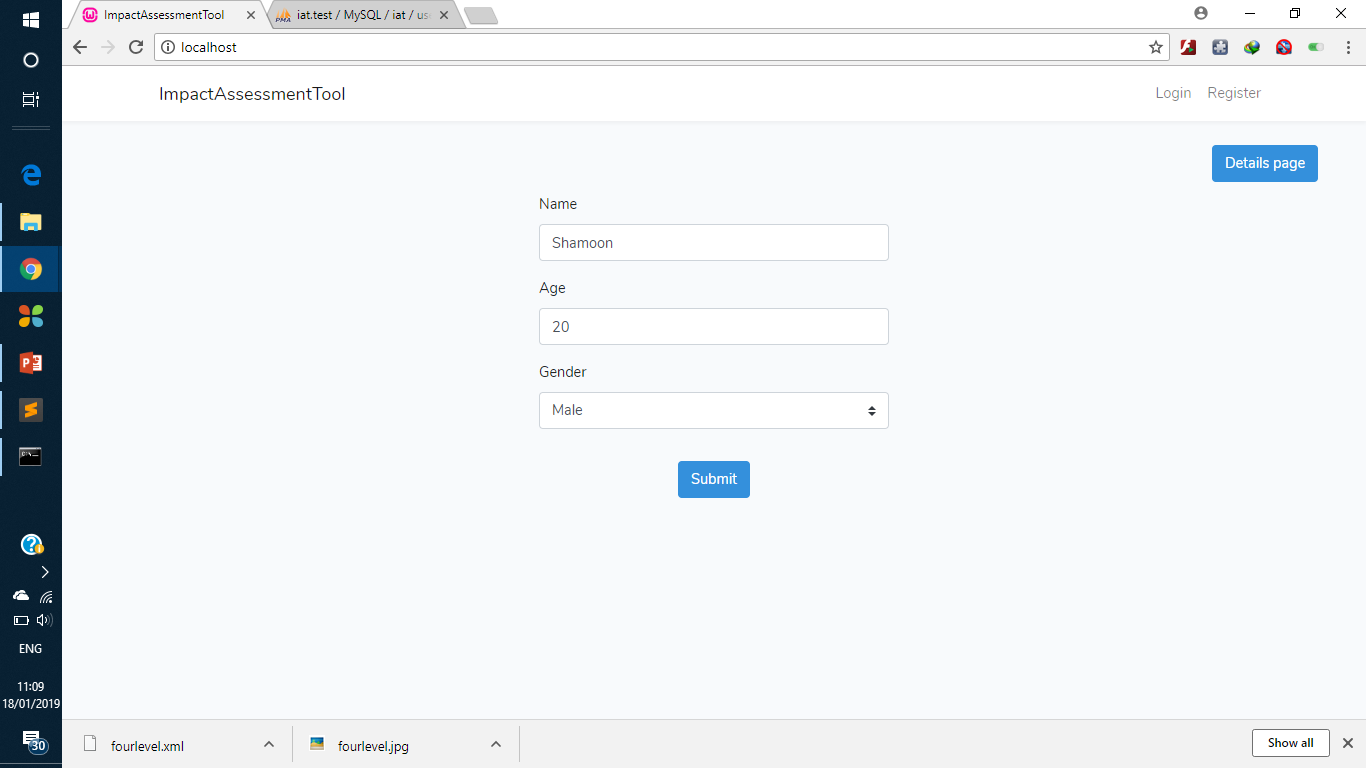 ImpactAssessmentTool
PMA
iat.test / MySQL / iat / us
localhost
ImpactAssessmentTool
Login
Register
Details page
Name
Shamoon
Age
20
Gender
Male
Submit
ENG
11:09
18/01/2019
30
fourlevel.xml
fourlevel.jpg
Show all